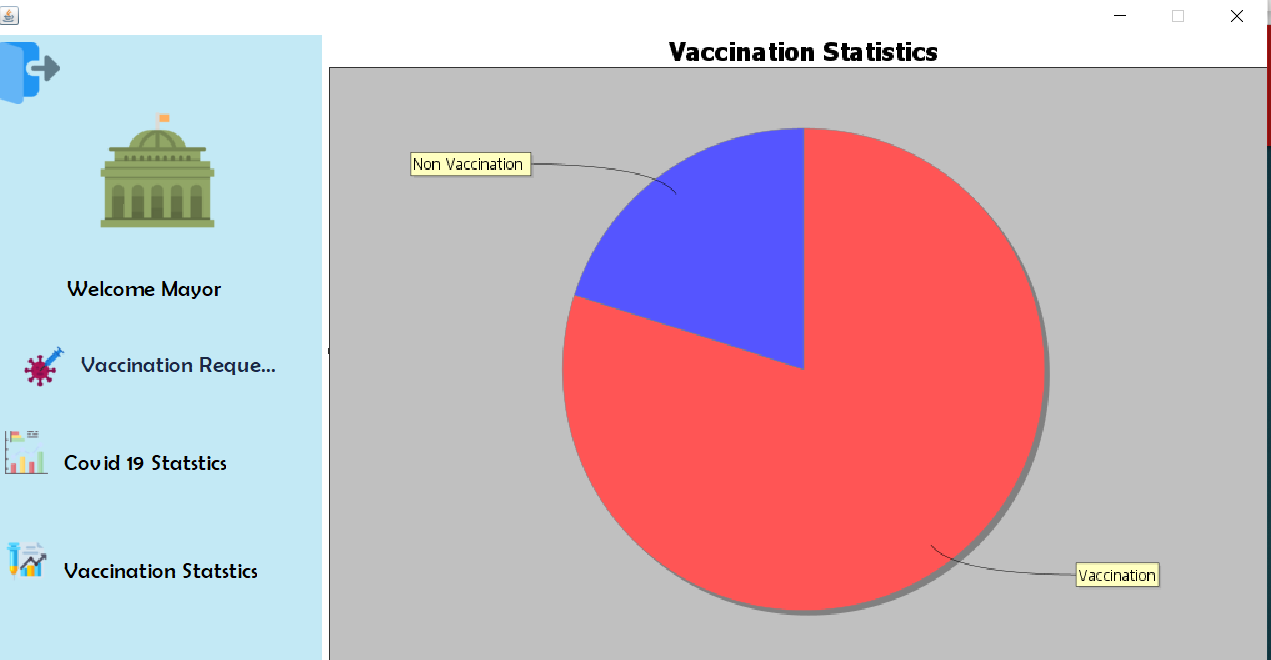 Vaccination Statistics
Non Vaccination
Welcome Mayor
Vaccination Reque...
Covid 19 Statstics
Vaccination Statstics
Vaccination